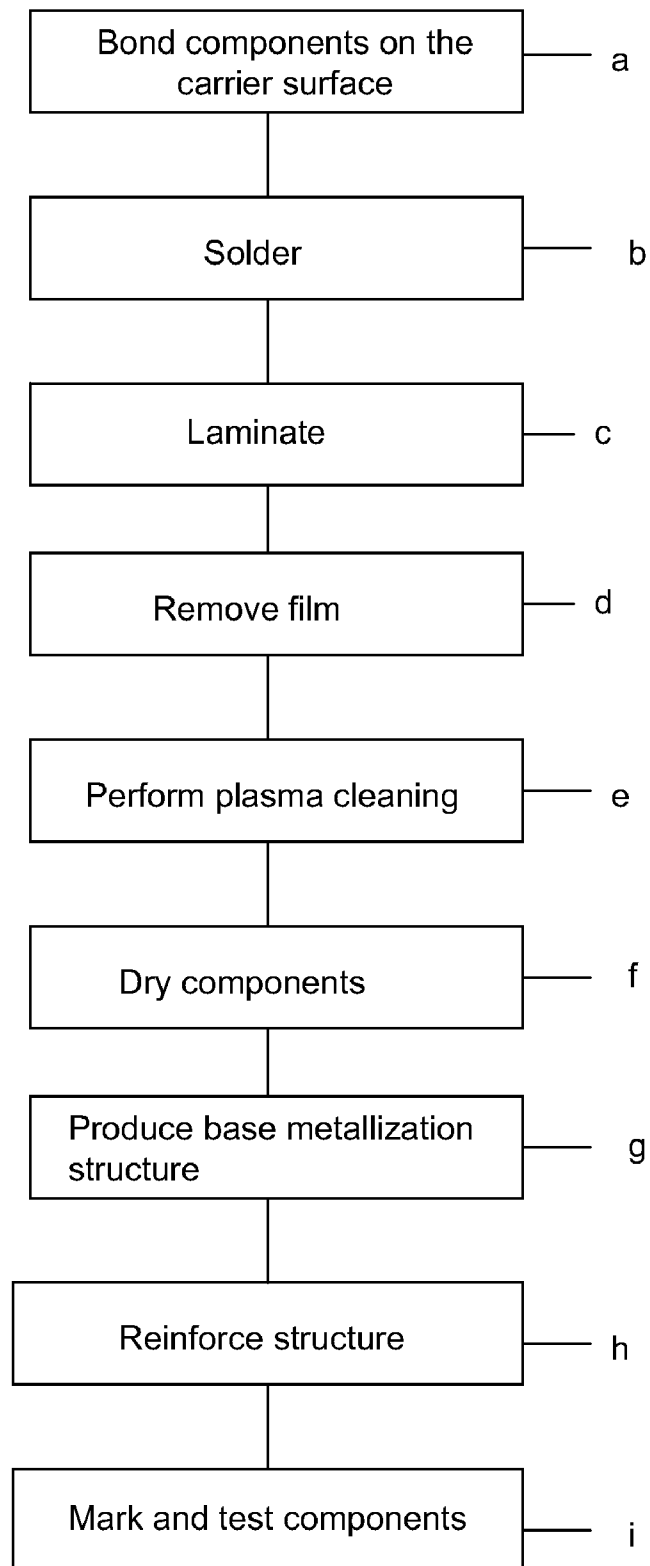 Bond components on the
carrier surface
a
Solder
b
Laminate
c
Remove film
d
Perform plasma cleaning
e
Dry components
f
Produce base metallization
structure
g
Reinforce structure
h
Mark and test components
i